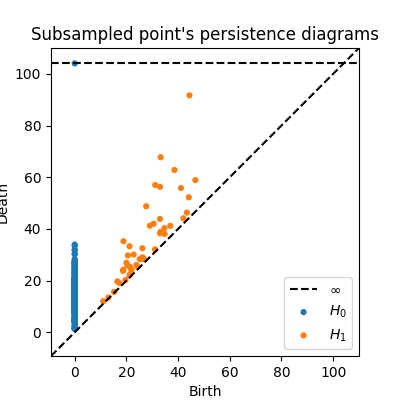 Subsampled point's persistence diagrams
Death
100
80
60
40
20
0
0 20 40 60 80 100
Birth
∞
H₀
H₁